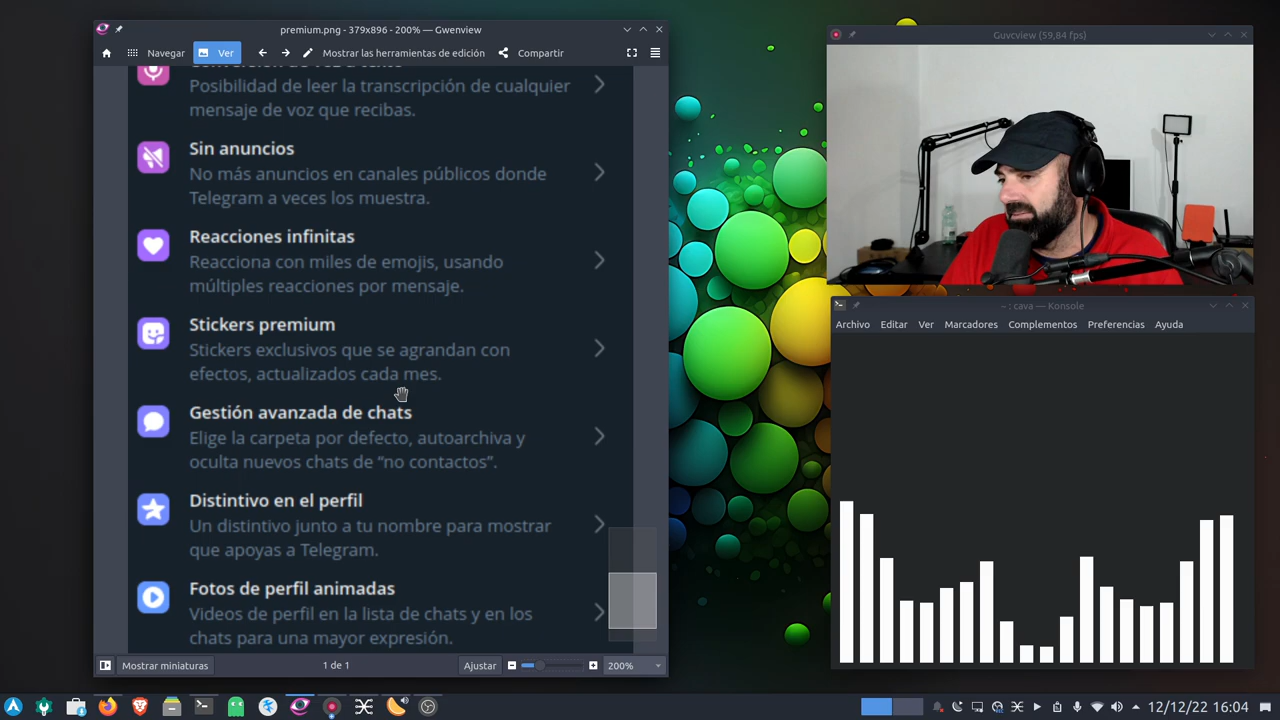 premium.png - 379x896 - 200% — Gwenview
Navegar
Ver
Mostrar las herramientas de edición
Compartir
Posibilidad de leer la transcripción de cualquier
mensaje de voz que recibas.
Sin anuncios
No más anuncios en canales públicos donde
Telegram a veces los muestra.
Reacciones infinitas
Reacciona con miles de emojis, usando
múltiples reacciones por mensaje.
Stickers premium
Stickers exclusivos que se agrandan con
efectos, actualizados cada mes.
Gestión avanzada de chats
Elige la carpeta por defecto, autoarchiva y
oculta nuevos chats de “no contactos”.
Distintivo en el perfil
Un distintivo junto a tu nombre para mostrar
que apoyas a Telegram.
Fotos de perfil animadas
Videos de perfil en la lista de chats y en los
chats para una mayor expresión.
Mostrar miniaturas
1 de 1
Ajustar
200%
Guvcview (59,84 fps)
~ : cava — Konsole
Archivo Editar Ver Marcadores Complementos Preferencias Ayuda
12/12/22 16:04